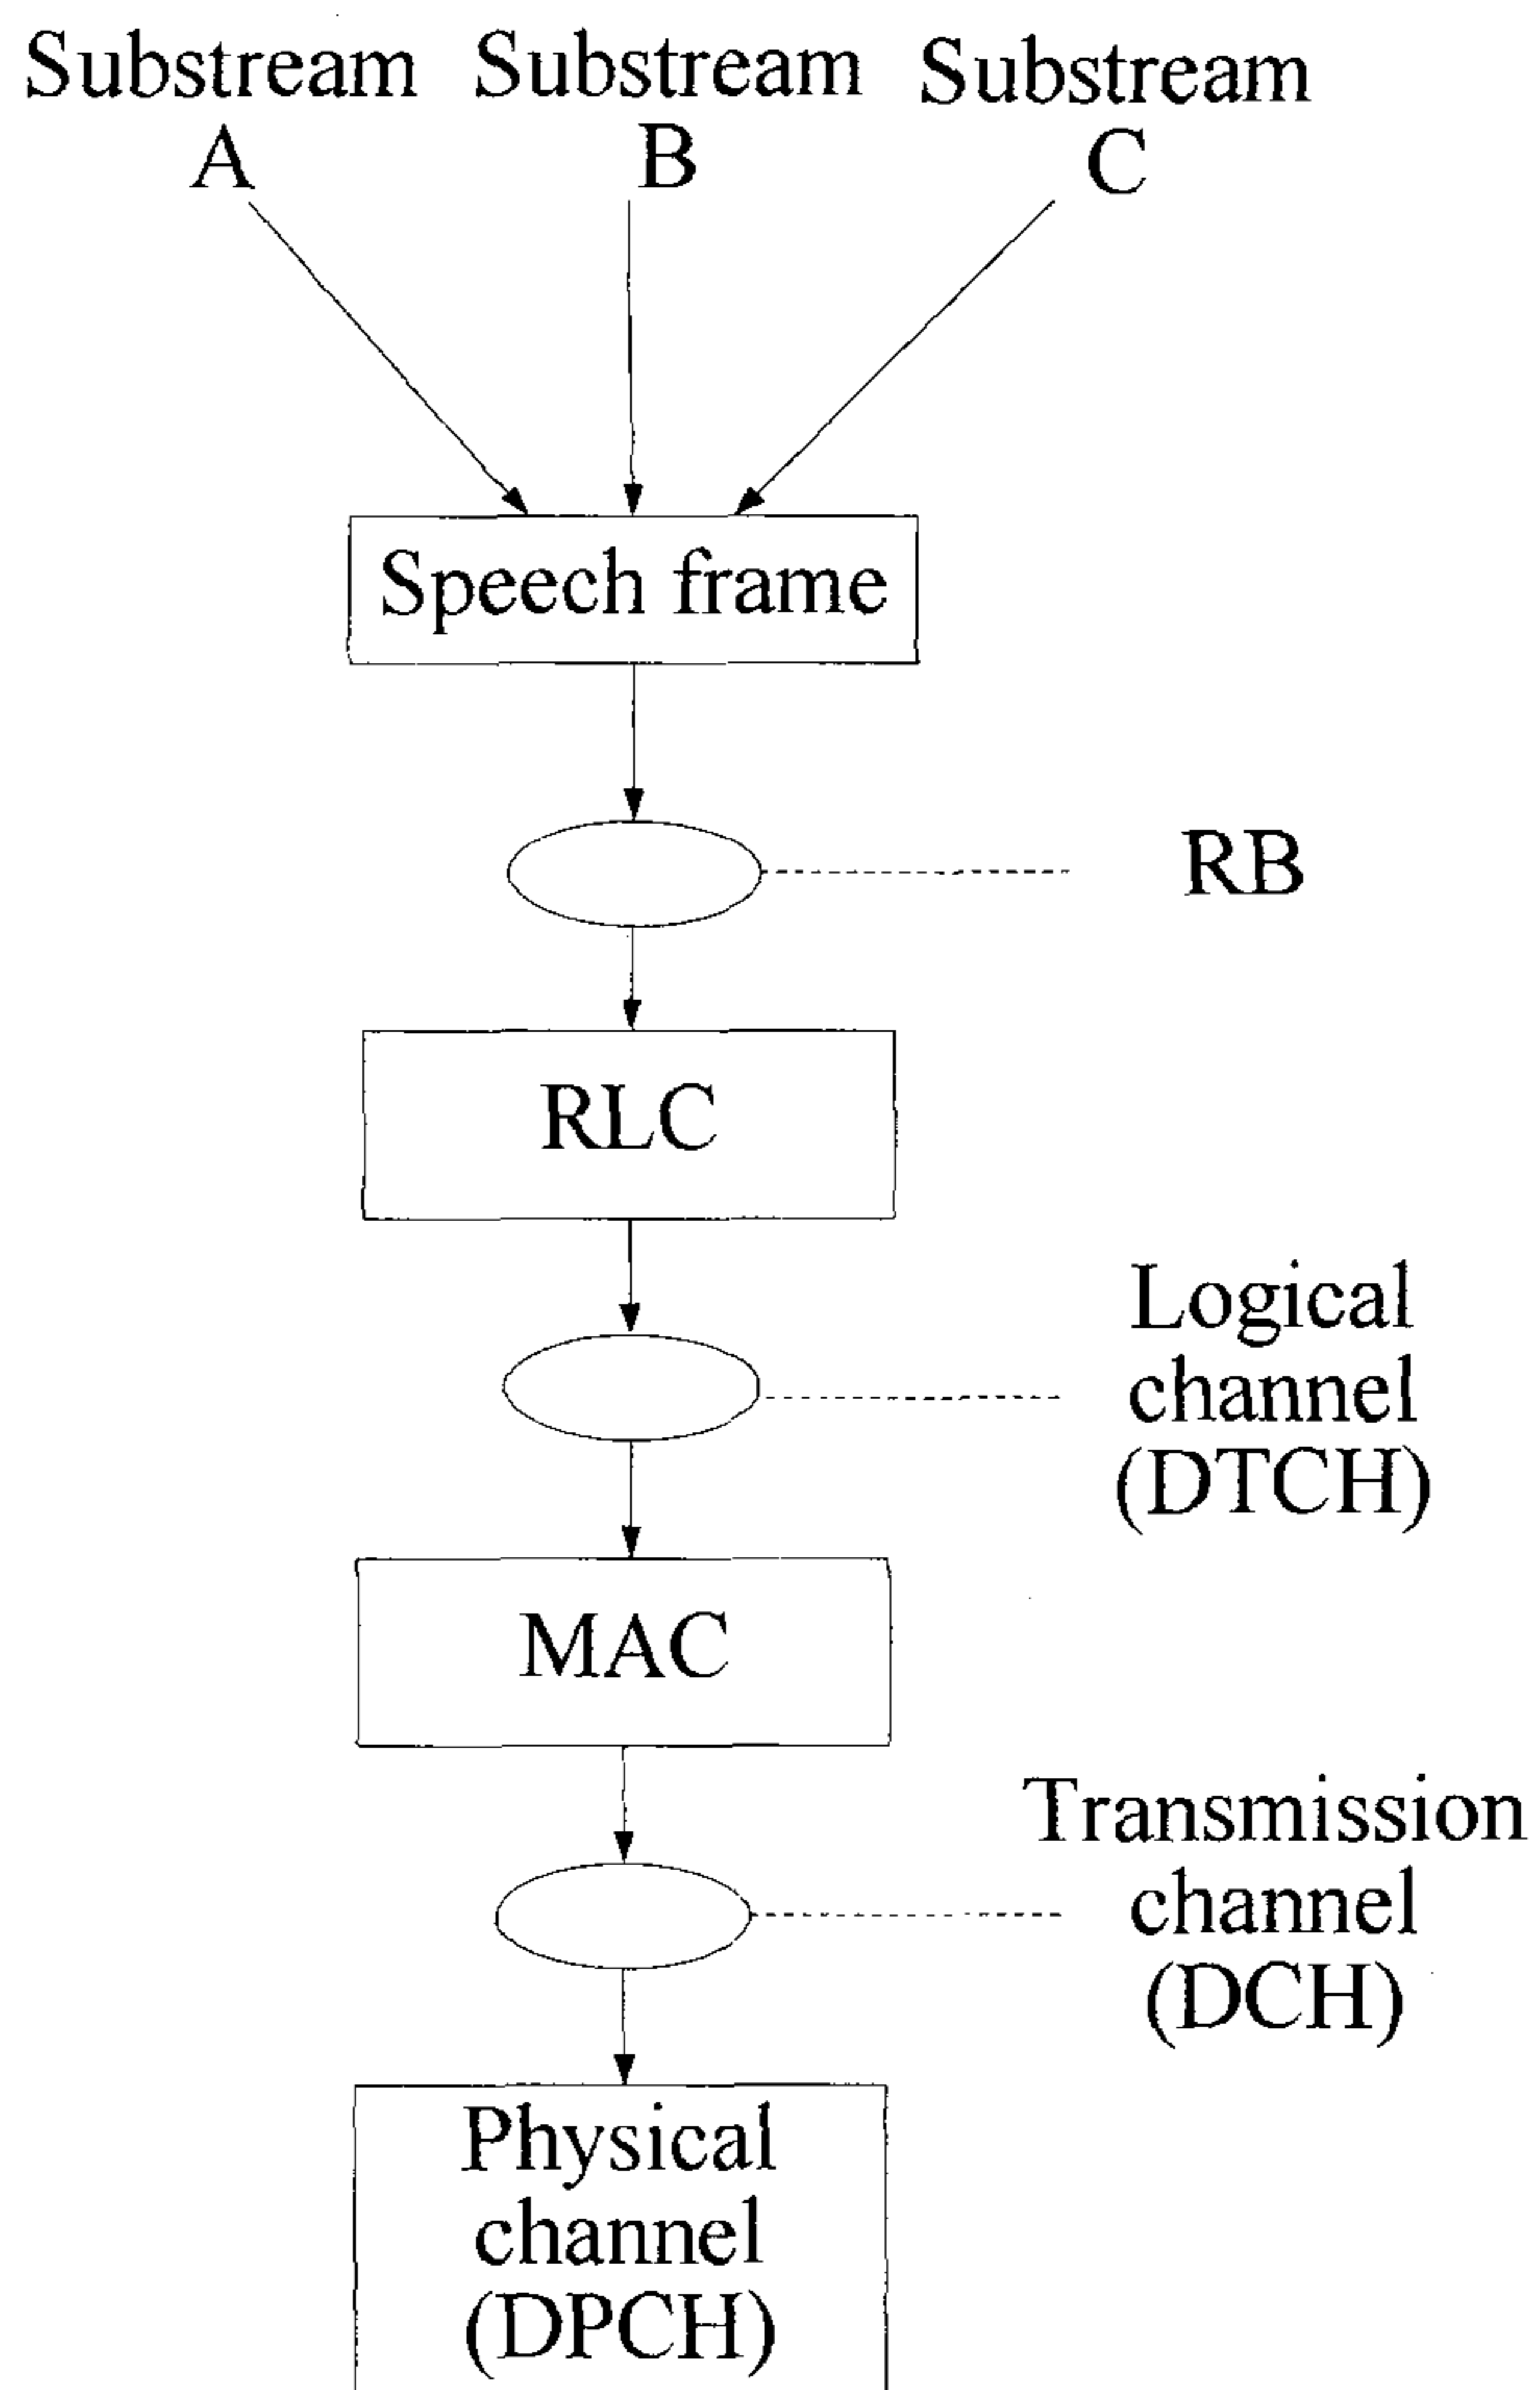 Substream Substream Substream
A B C
Speech frame
RB
RLC
Logical
channel
(DTCH)
MAC
Transmission
channel
(DCH)
Physical
channel
(DPCH)